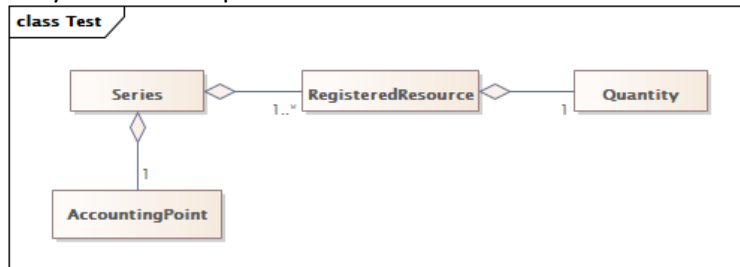 class Test
Series
RegisteredResource
Quantity
1..*
1
1
AccountingPoint